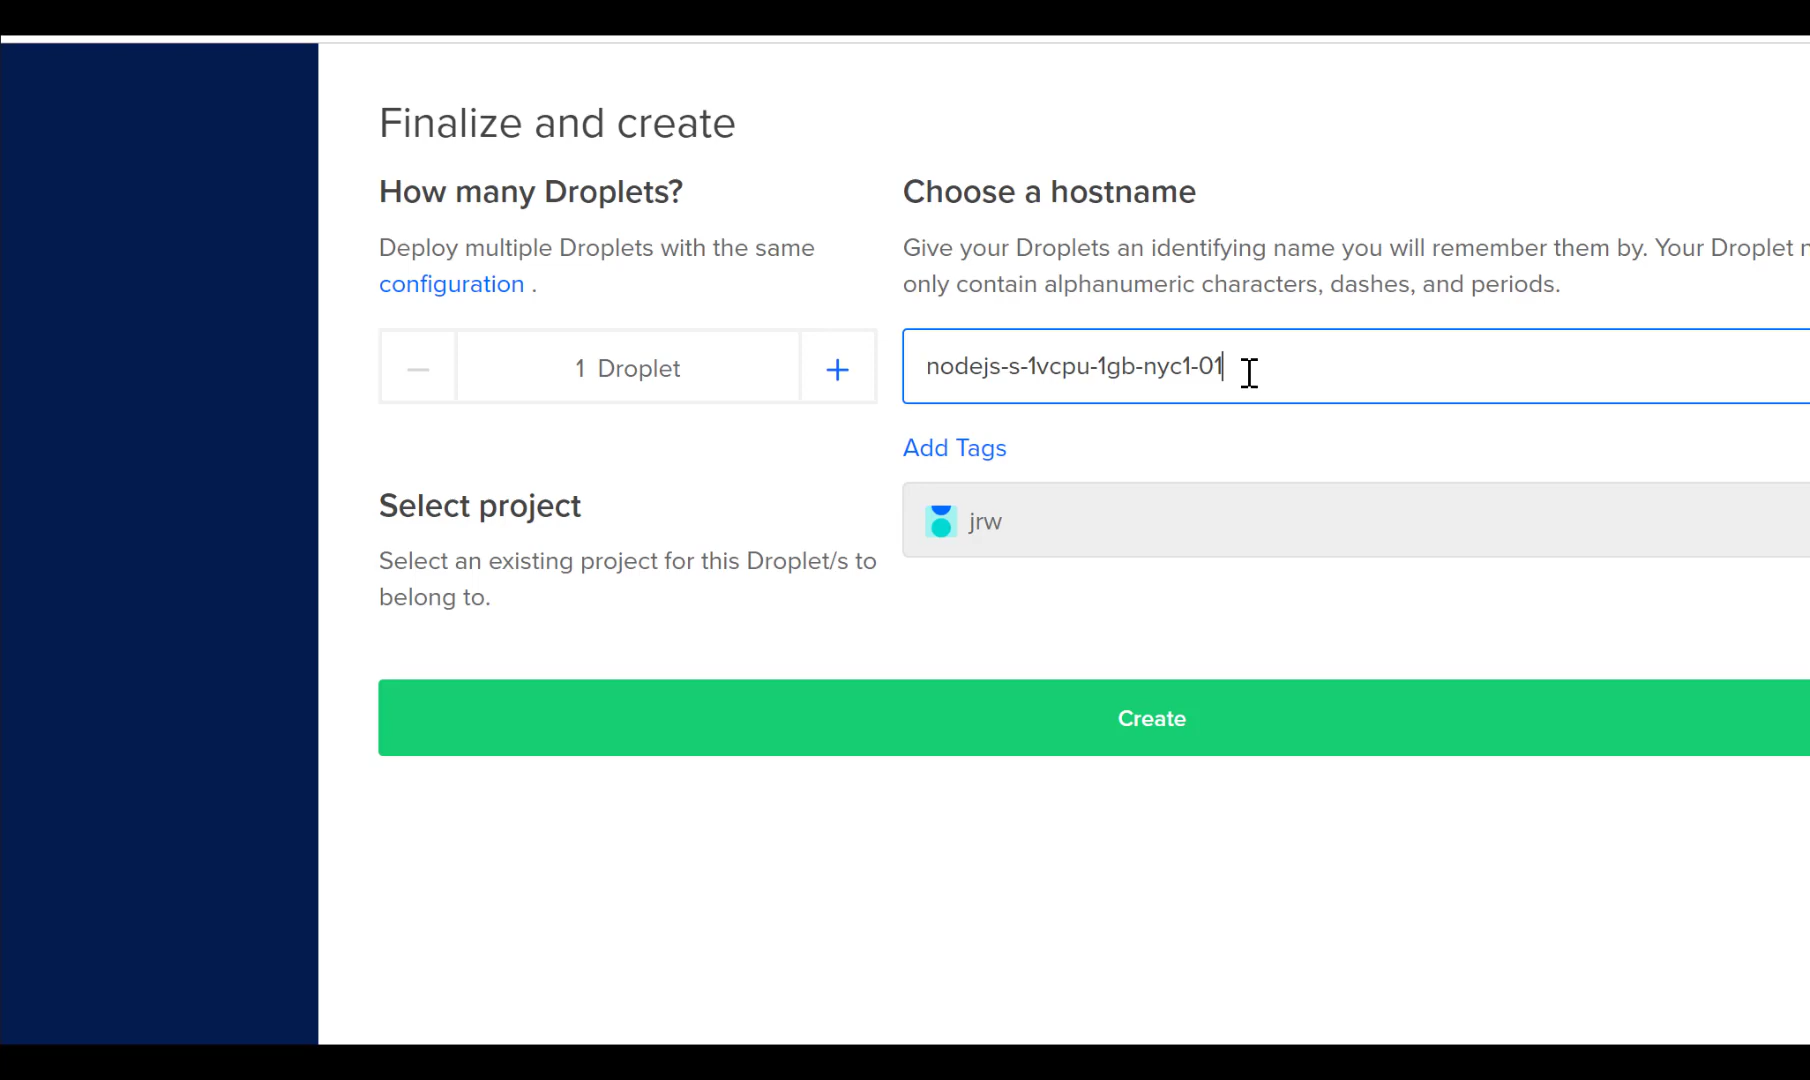 Finalize and create
How many Droplets?
Deploy multiple Droplets with the same
configuration .
1 Droplet
Choose a hostname
Give your Droplets an identifying name you will remember them by. Your Droplet
only contain alphanumeric characters, dashes, and periods.
nodejs-s-1vcpu-1gb-nyc1-01
Add Tags
Select project
Select an existing project for this Droplet/s to
belong to.
jrw
Create